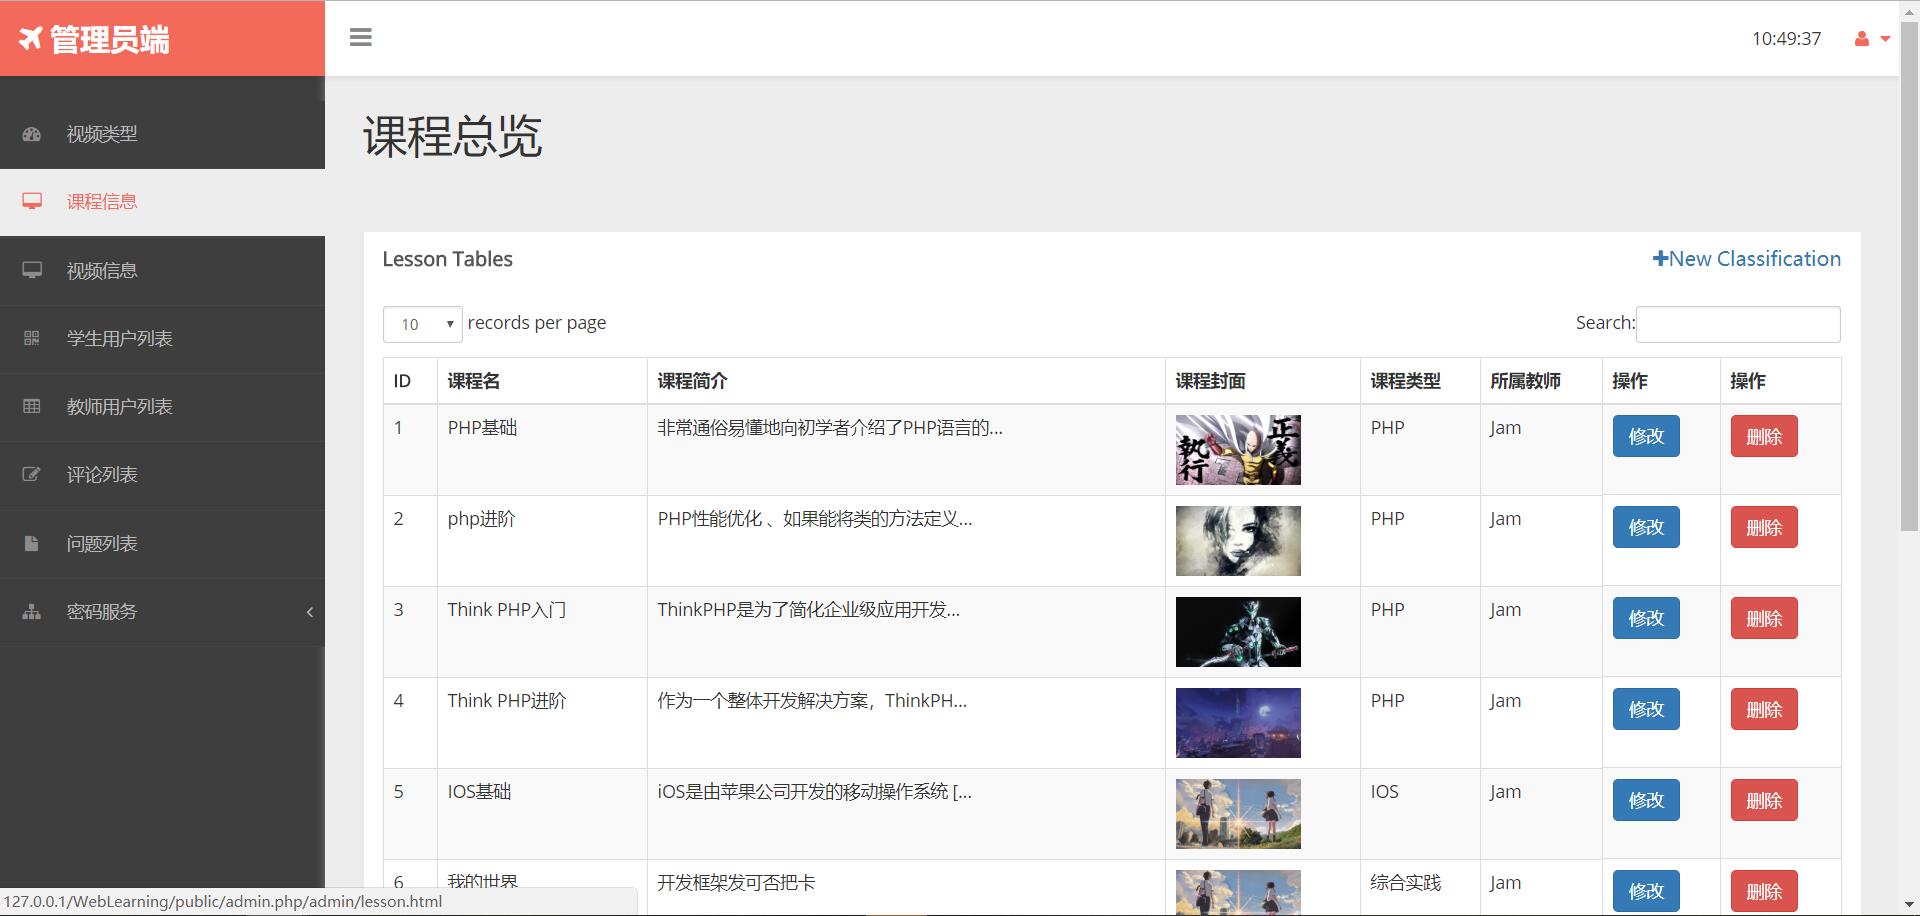 管理员端
10:49:37
视频类型
课程信息
视频信息
学生用户列表
教师用户列表
评论列表
问题列表
密码服务
课程总览
Lesson Tables
New Classification
10 records per page
Search:
ID 课程名 课程简介 课程封面 课程类型 所属教师 操作 操作
1 PHP基础 非常通俗易懂地向初学者介绍了PHP语言的... 正義 執行 PHP Jam 修改 删除
2 php进阶 PHP性能优化 、如果能将类的方法定义... PHP Jam 修改 删除
3 Think PHP入门 ThinkPHP是为了简化企业级应用开发... PHP Jam 修改 删除
4 Think PHP进阶 作为一个整体开发解决方案，ThinkPH... PHP Jam 修改 删除
5 IOS基础 iOS是由苹果公司开发的移动操作系统 [... IOS Jam 修改 删除
6 我的世界 开发框架发可否把卡 综合实践 Jam 修改 删除
127.0.0.1/WebLearning/public/admin.php/admin/lesson.html